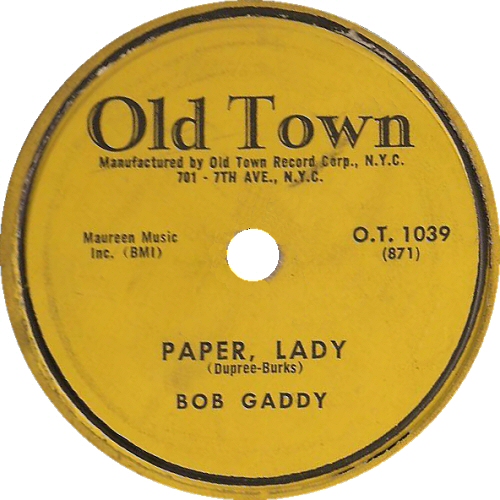 Old Town
Manufactured by Old Town Record Corp., N.Y.C.
701 - 7TH AVE., N.Y.C.
Maureen Music
Inc. (BMI)
O.T. 1039
(871)
PAPER, LADY
(Dupree-Burks)
BOB GADDY